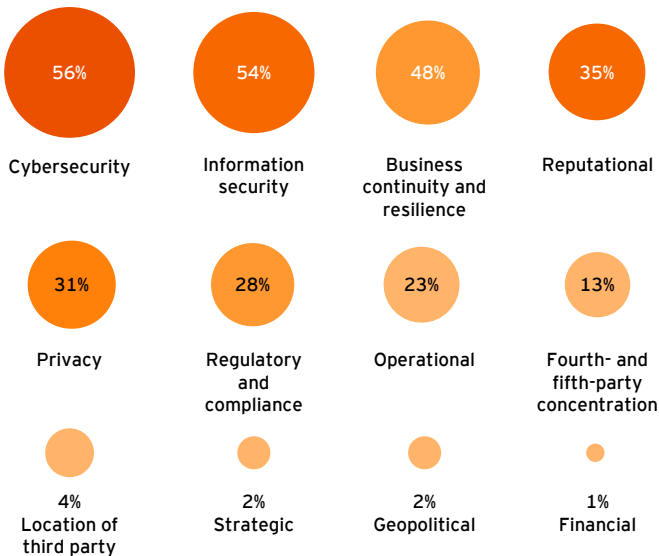 56%
54%
48%
35%
Cybersecurity
Information
security
Business
continuity and
resilience
Reputational
31%
28%
23%
13%
Privacy
Regulatory
and
compliance
Operational
Fourth- and
fifth-party
concentration
4%
Location of
third party
2%
Strategic
2%
Geopolitical
1%
Financial